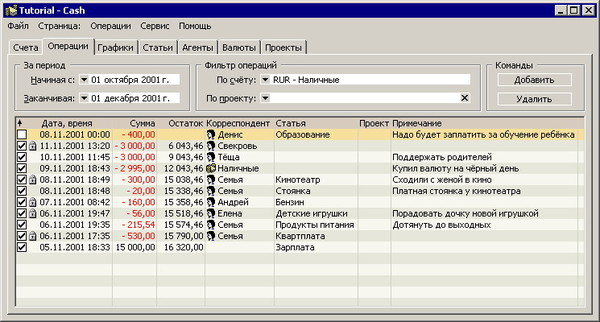 Tutorial - Cash
Файл Страница: Операции Сервис Помощь
Счета Операции Графики Статьи Агенты Валюты Проекты
За период Фильтр операций Команды
Начиная с: 01 октября 2001 г. По счёту: RUR - Наличные Добавить
Заканчивая: 01 декабря 2001 г. По проекту: Удалить
Дата, время Сумма Остаток Корреспондент Статья Проект Примечание
08.11.2001 00:00 - 400,00 Денис Образование Надо будет заплатить за обучение ребёнка
11.11.2001 13:20 - 3 000,00 6 043,46 Свекровь
10.11.2001 11:45 - 3 000,00 9 043,46 Тёща Поддержать родителей
09.11.2001 18:43 - 2 995,00 12 043,46 Наличные Купил валюту на чёрный день
08.11.2001 18:49 - 300,00 15 038,46 Семья Кинотеатр Сходили с женой в кино
08.11.2001 18:48 - 20,00 15 338,46 Семья Стоянка Платная стоянка у кинотеатра
07.11.2001 08:42 - 160,00 15 358,46 Андрей Бензин
06.11.2001 19:47 - 56,00 15 518,46 Елена Детские игрушки Порадовать дочку новой игрушкой
06.11.2001 19:35 - 215,54 15 574,46 Семья Продукты питания Дотянуть до выходных
06.11.2001 17:35 - 530,00 15 790,00 Семья Квартплата
05.11.2001 18:33 15 000,00 16 320,00 Зарплата